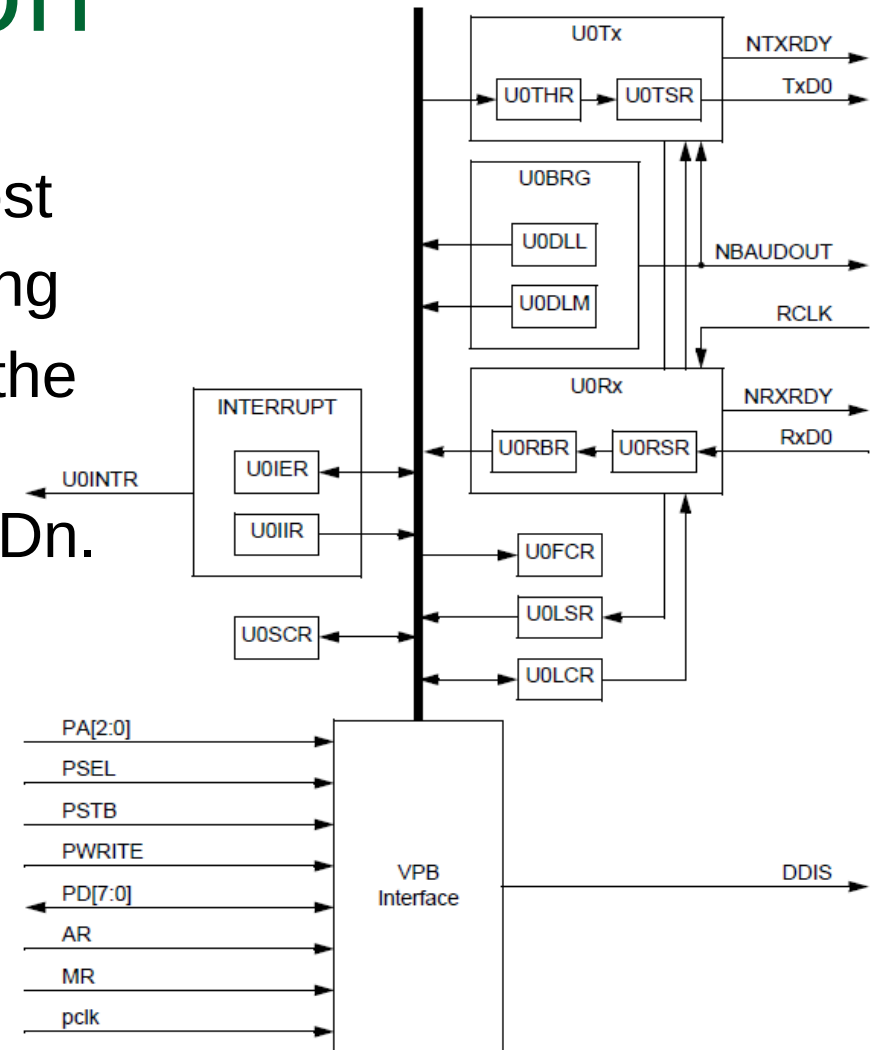 on
st
ng
the
Dn.
U0Tx
NTXRDY
U0THR
U0TSR
TxD0
U0BRG
U0DLL
NBAUDOUT
U0DLM
RCLK
U0Rx
NRXRDY
U0RBR
U0RSR
RxD0
INTERRUPT
U0IER
U0INTR
U0IIR
U0FCR
U0LSR
U0SCR
U0LCR
PA[2:0]
PSEL
PSTB
PWRITE
PD[7:0]
AR
MR
pclk
VPB
Interface
DDIS